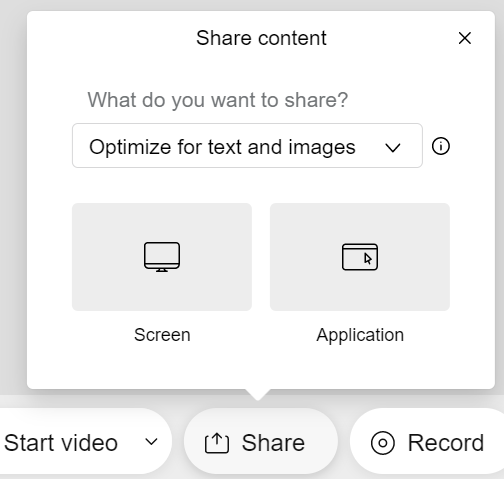 Share content
What do you want to share?
Optimize for text and images
Screen
Application
Start video
Share
Record